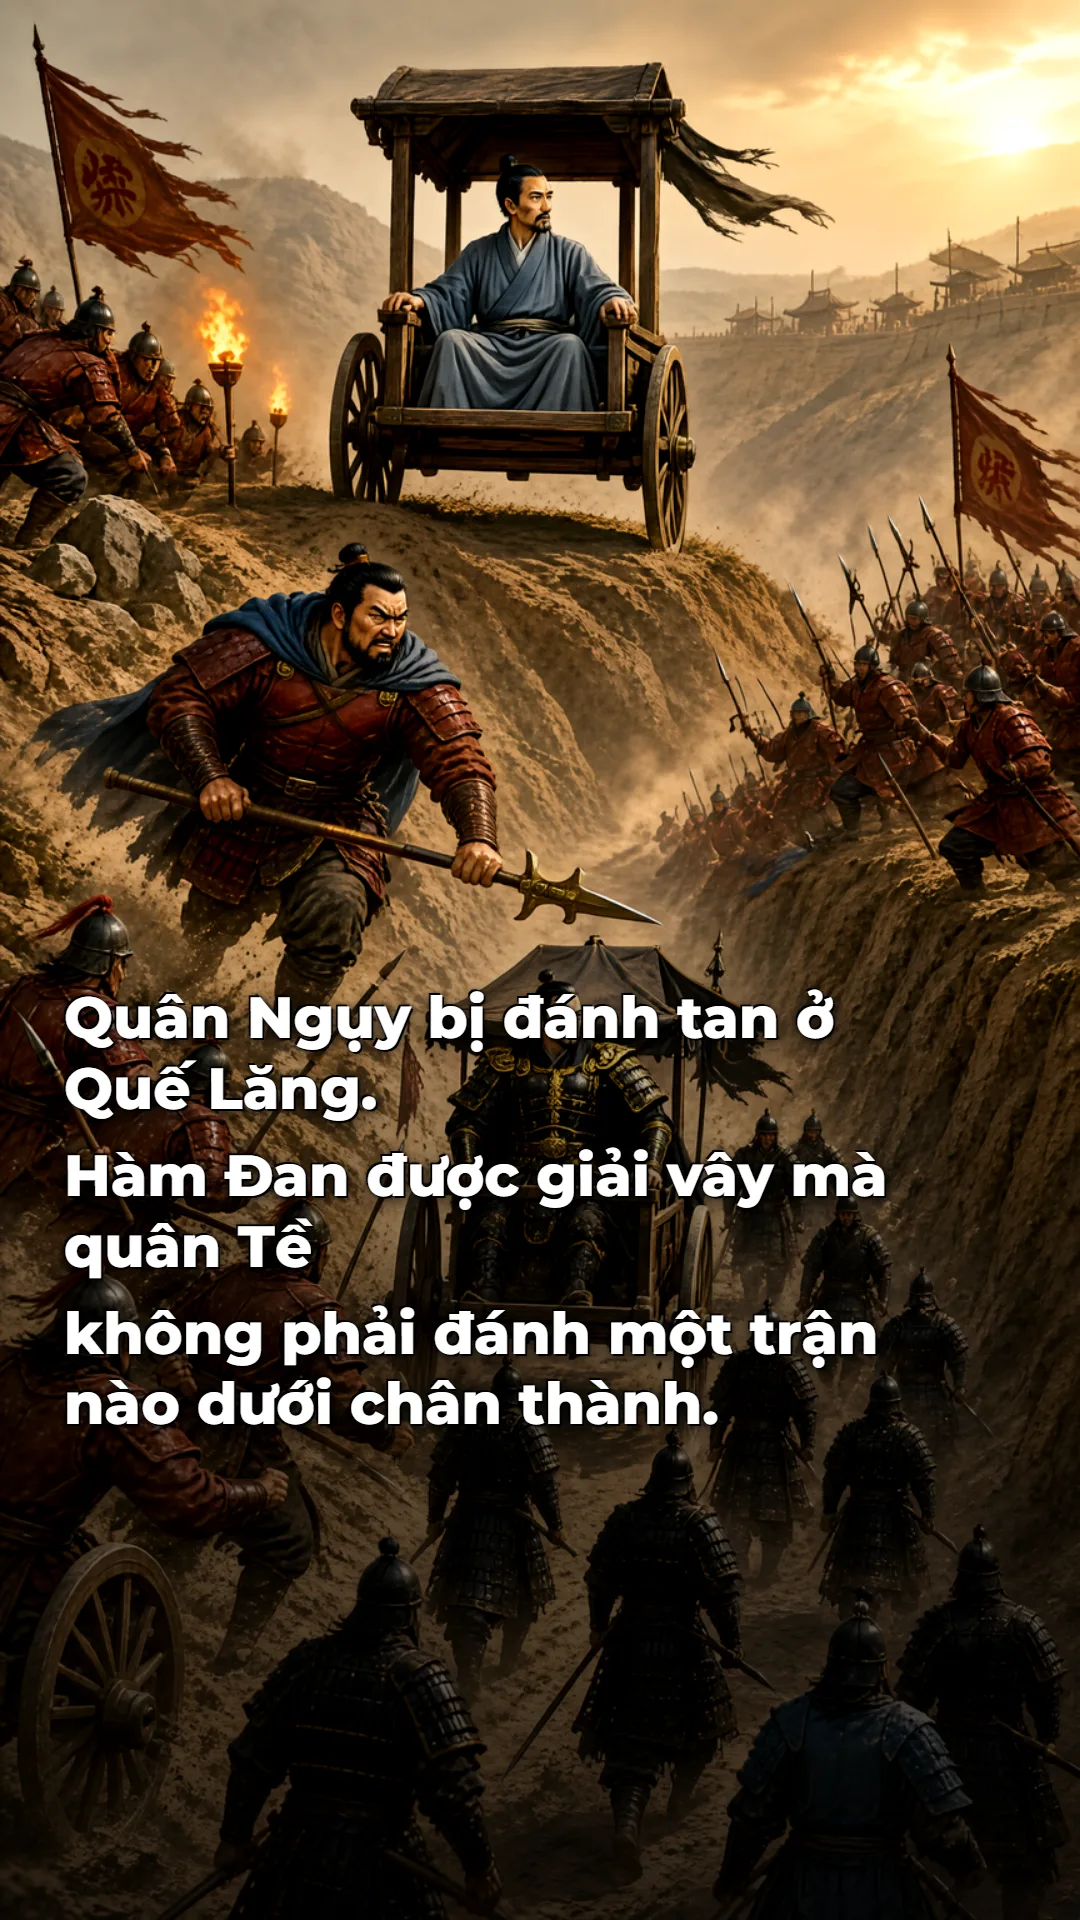 Quân Ngụy bị đánh tan ở
Quế Lăng.
Hàm Đan được giải vây mà
quân Tề
không phải đánh một trận
nào dưới chân thành.